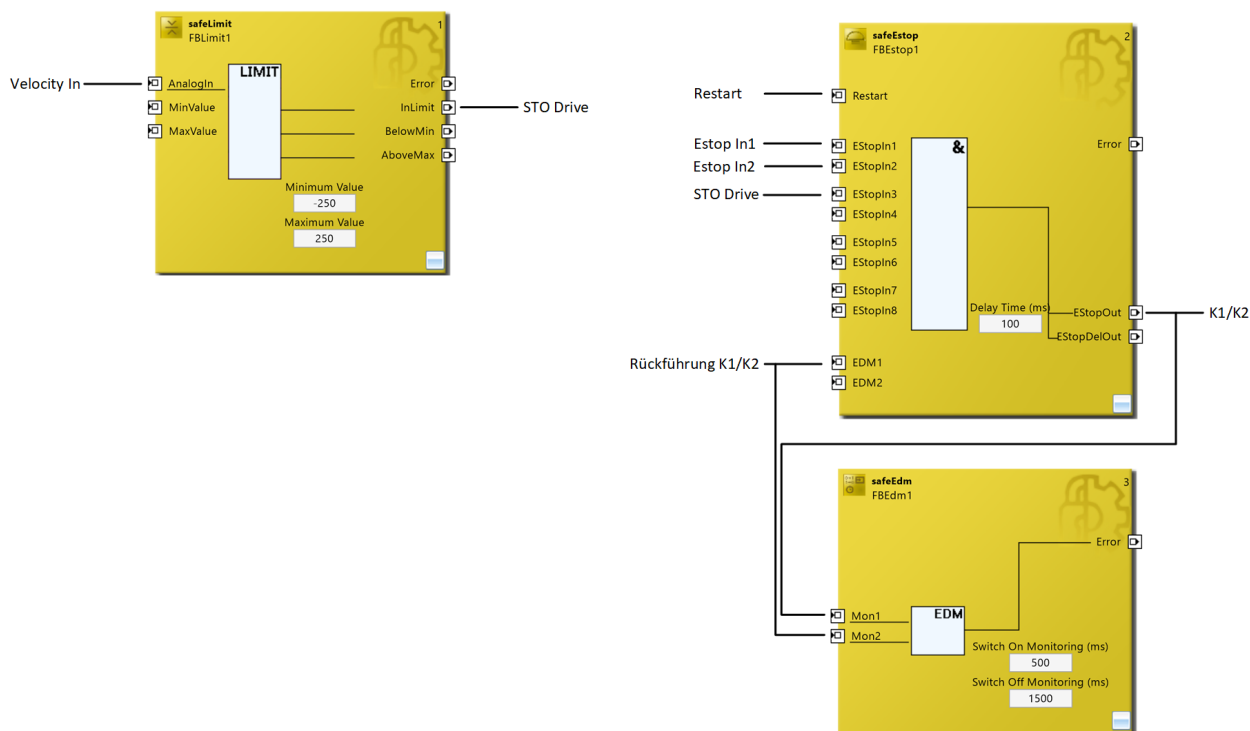 safeLimit
FBLimit1
1
Velocity In
AnalogIn
MinValue
MaxValue
LIMIT
Error
InLimit
BelowMin
AboveMax
STO Drive
Minimum Value
-250
Maximum Value
250
safeEstop
FBEstop1
2
Restart
Restart
Estop In1
EStopIn1
Estop In2
EStopIn2
STO Drive
EStopIn3
EStopIn4
EStopIn5
EStopIn6
EStopIn7
EStopIn8
&
Error
Delay Time (ms)
100
EStopOut
EStopDelOut
K1/K2
Rückführung K1/K2
EDM1
EDM2
safeEdm
FBEdm1
3
Error
Mon1
Mon2
EDM
Switch On Monitoring (ms)
500
Switch Off Monitoring (ms)
1500